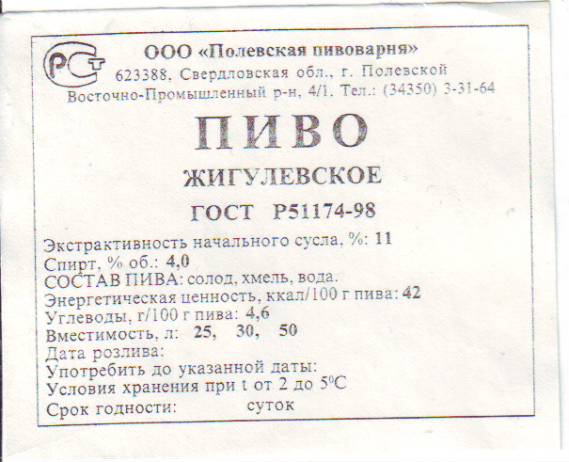 РСТ
ООО «Полевская пивоварня»
623388, Свердловская обл., г. Полевской
Восточно-Промышленный р-н, 4/1. Тел.: (34350) 3-31-64
ПИВО
ЖИГУЛЕВСКОЕ
ГОСТ Р51174-98
Экстрактивность начального сусла, %: 11
Спирт, % об.: 4,0
СОСТАВ ПИВА: солод, хмель, вода.
Энергетическая ценность, ккал/100 г пива: 42
Углеводы, г/100 г пива: 4,6
Вместимость, л: 25, 30, 50
Дата розлива:
Употребить до указанной даты:
Условия хранения при t от 2 до 5⁰С
Срок годности: суток